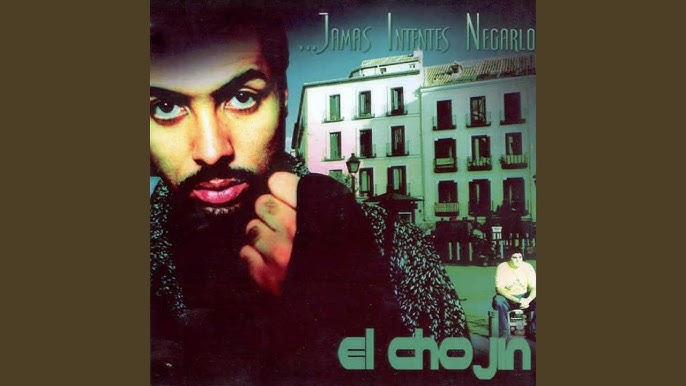 ...Jamas Intentes Negarlo
el chojin